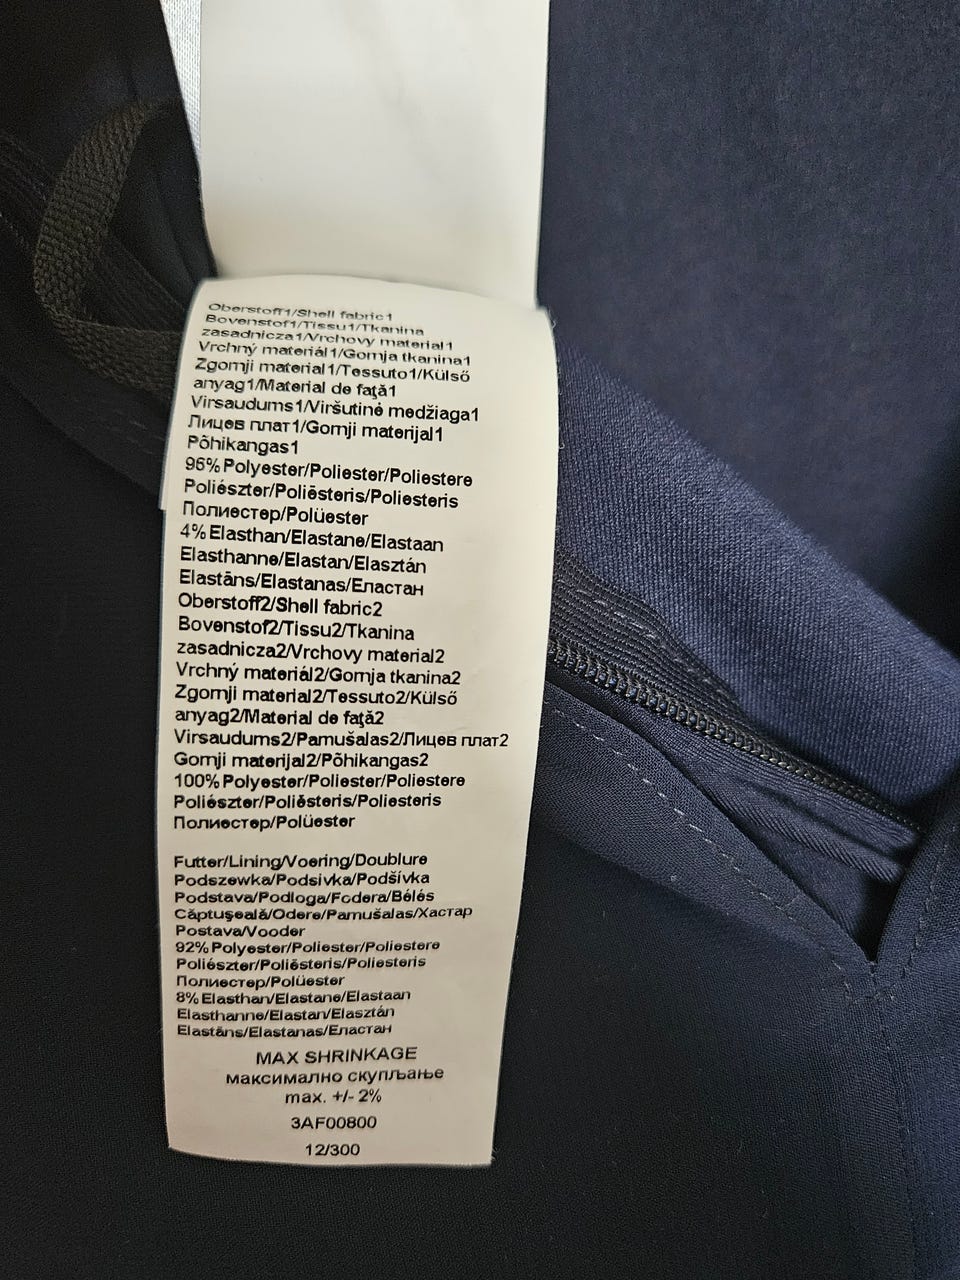 Oberstoff1/Shell fabric1
Bovenstof1/Tissu1/Tkanina
zasadnicza1/Vrchovy material1
Vrchný materiál1/Gornja tkanina1
Zgornji material1/Tessuto1/Külső
anyag1/Material de faţă1
Virsaudums1/Viršutinė medžiaga1
Лицев плат1/Gornji materijal1
Põhikangas1
96% Polyester/Poliester/Poliestere
Poliészter/Poliēsteris/Poliesteris
Полиестер/Polüester
4% Elasthan/Elastane/Elastaan
Elasthanne/Elastan/Elasztán
Elastāns/Elastanas/Еластан
Oberstoff2/Shell fabric2
Bovenstof2/Tissu2/Tkanina
zasadnicza2/Vrchovy material2
Vrchný materiál2/Gornja tkanina2
Zgornji material2/Tessuto2/Külső
anyag2/Material de faţă2
Virsaudums2/Pamušalas2/Лицев плат2
Gornji materijal2/Põhikangas2
100% Polyester/Poliester/Poliestere
Poliészter/Poliēsteris/Poliesteris
Полиестер/Polüester
Futter/Lining/Voering/Doublure
Podszewka/Podsivka/Podšívka
Podstava/Podloga/Fodera/Bélés
Căptuşeală/Odere/Pamušalas/Хастар
Postava/Vooder
92% Polyester/Poliester/Poliestere
Poliészter/Poliēsteris/Poliesteris
Полиестер/Polüester
8% Elasthan/Elastane/Elastaan
Elasthanne/Elastan/Elasztán
Elastāns/Elastanas/Еластан
MAX SHRINKAGE
максимално скупљање
max. +/- 2%
3AF00800
12/300